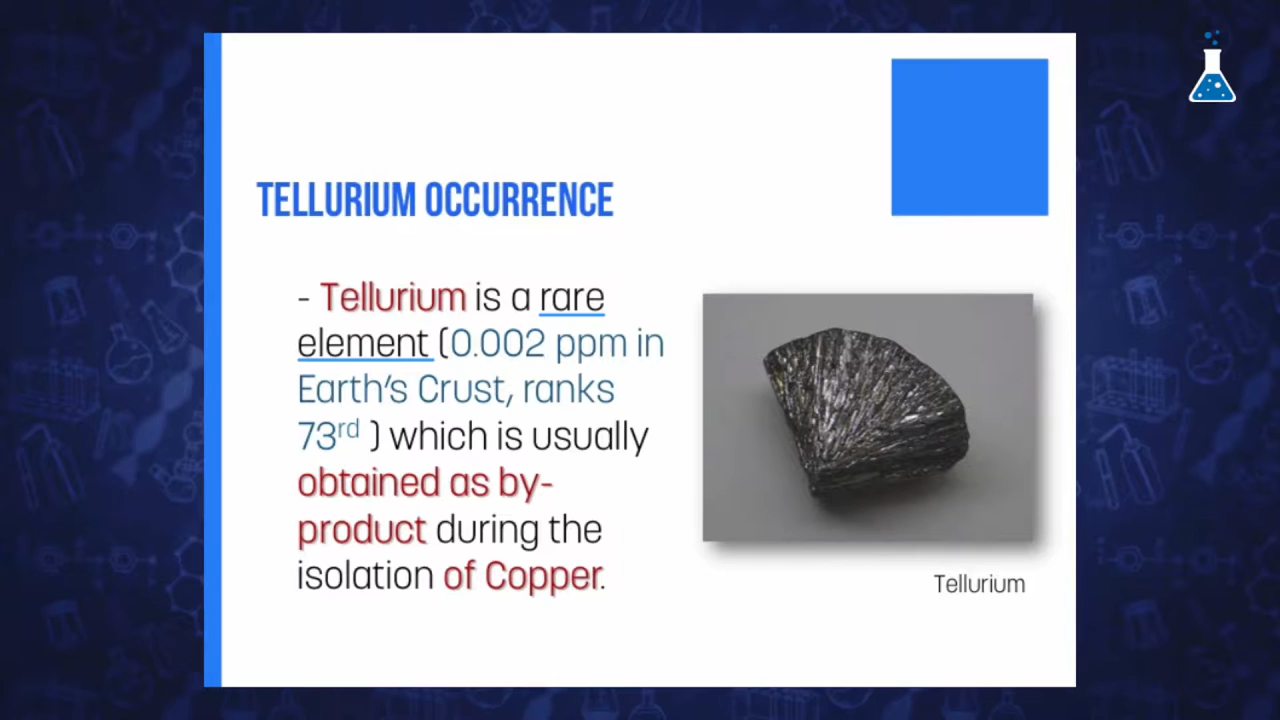 TELLURIUM OCCURRENCE
- Tellurium is a rare
element (0.002 ppm in
Earth's Crust, ranks
73rd ) which is usually
obtained as by-
product during the
isolation of Copper.
Tellurium